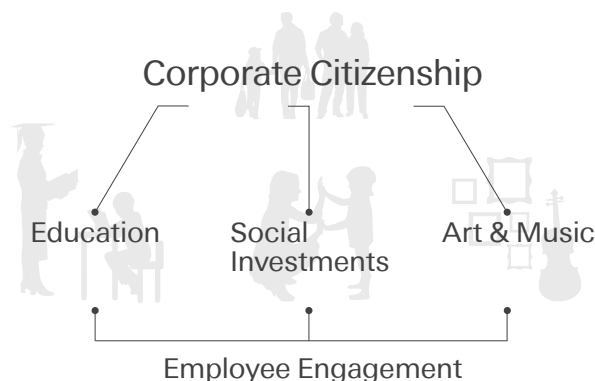 Corporate Citizenship
Education
Social
Investments
Art & Music
Employee Engagement